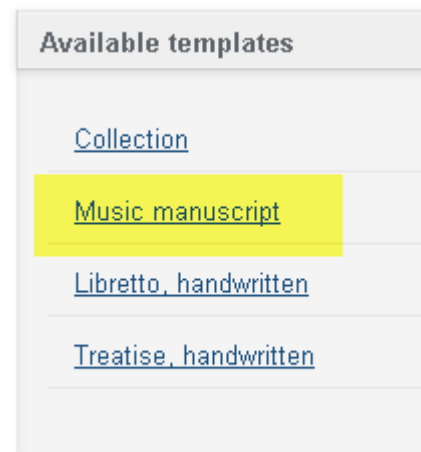 Available templates
Collection
Music manuscript
Libretto, handwritten
Treatise, handwritten